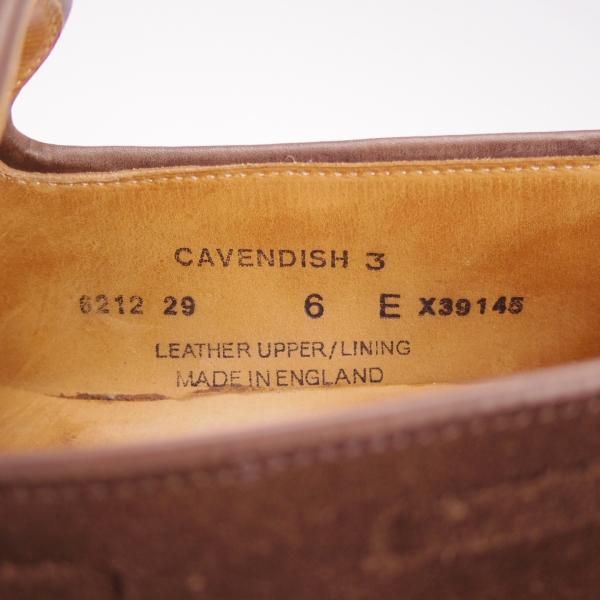 CAVENDISH 3
6212 29 6 E X39145
LEATHER UPPER/LINING
MADE IN ENGLAND